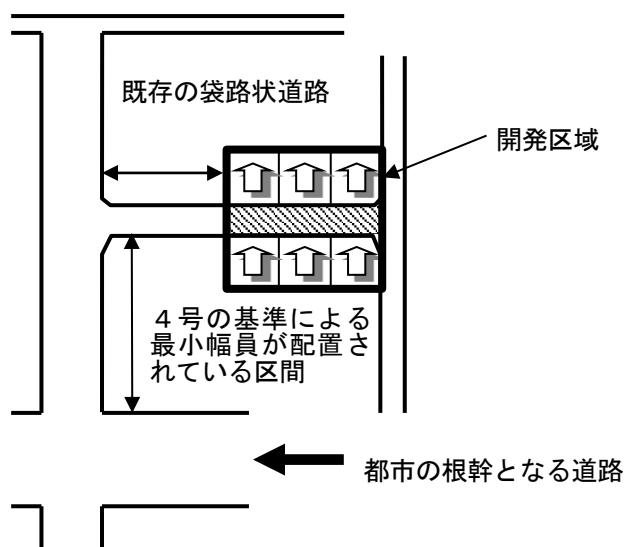 既存の袋路状道路
開発区域
４号の基準による
最小幅員が配置さ
れている区間
都市の根幹となる道路